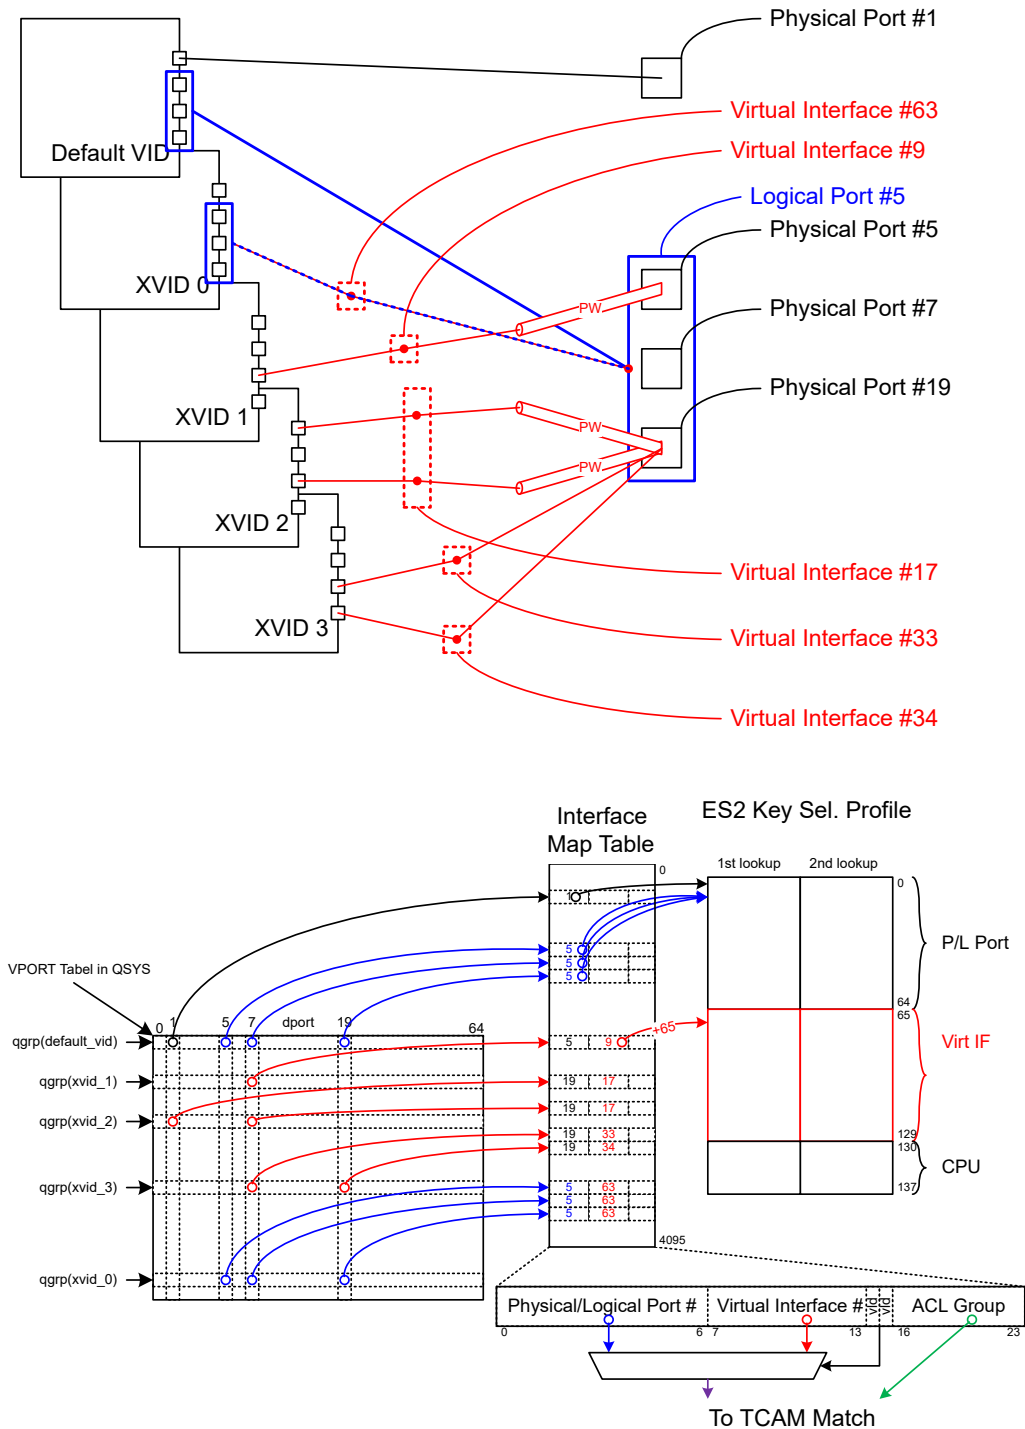 Physical Port #1
Virtual Interface #63
Virtual Interface #9
Default VID
Logical Port #5
Physical Port #5
XVID 0
PW
Physical Port #7
Physical Port #19
XVID 1
PW
PW
XVID 2
Virtual Interface #17
XVID 3
Virtual Interface #33
Virtual Interface #34
Interface
Map Table
ES2 Key Sel. Profile
1st lookup
2nd lookup
0
0
1
P/L Port
5
5
5
VPORT Tabel in QSYS
64
65
0
1
5
7
dport
19
64
+65
qgrp(default_vid)
5
9
Virt IF
qgrp(xvid_1)
19
17
qgrp(xvid_2)
19
17
19
33
129
130
19
34
CPU
qgrp(xvid_3)
5
63
137
5
63
5
63
4095
qgrp(xvid_0)
Physical/Logical Port #
Virtual Interface #
vld
vld
ACL Group
0
6
7
13
16
23
To TCAM Match